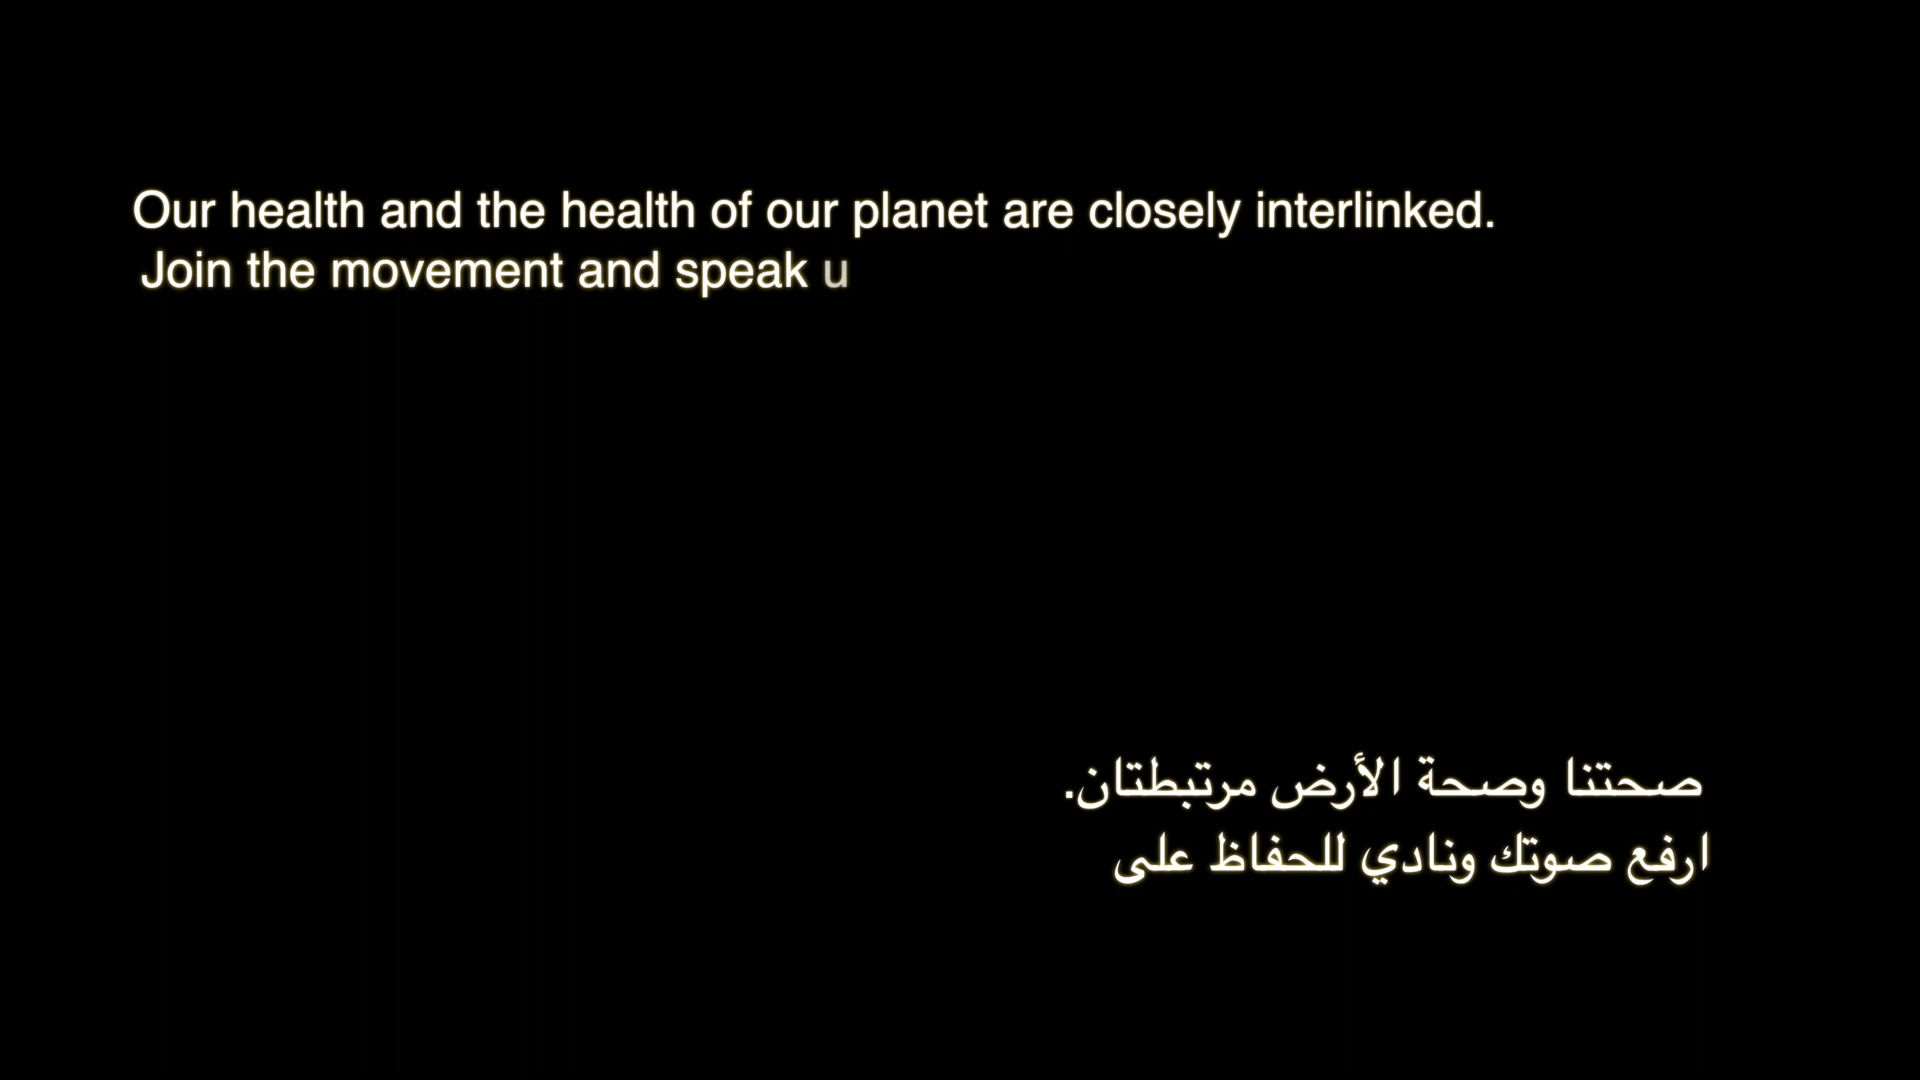 Our health and the health of our planet are closely interlinked.
Join the movement and speak u
صحتنا وصحة الأرض مرتبطتان.
ارفع صوتك ونادي للحفاظ على